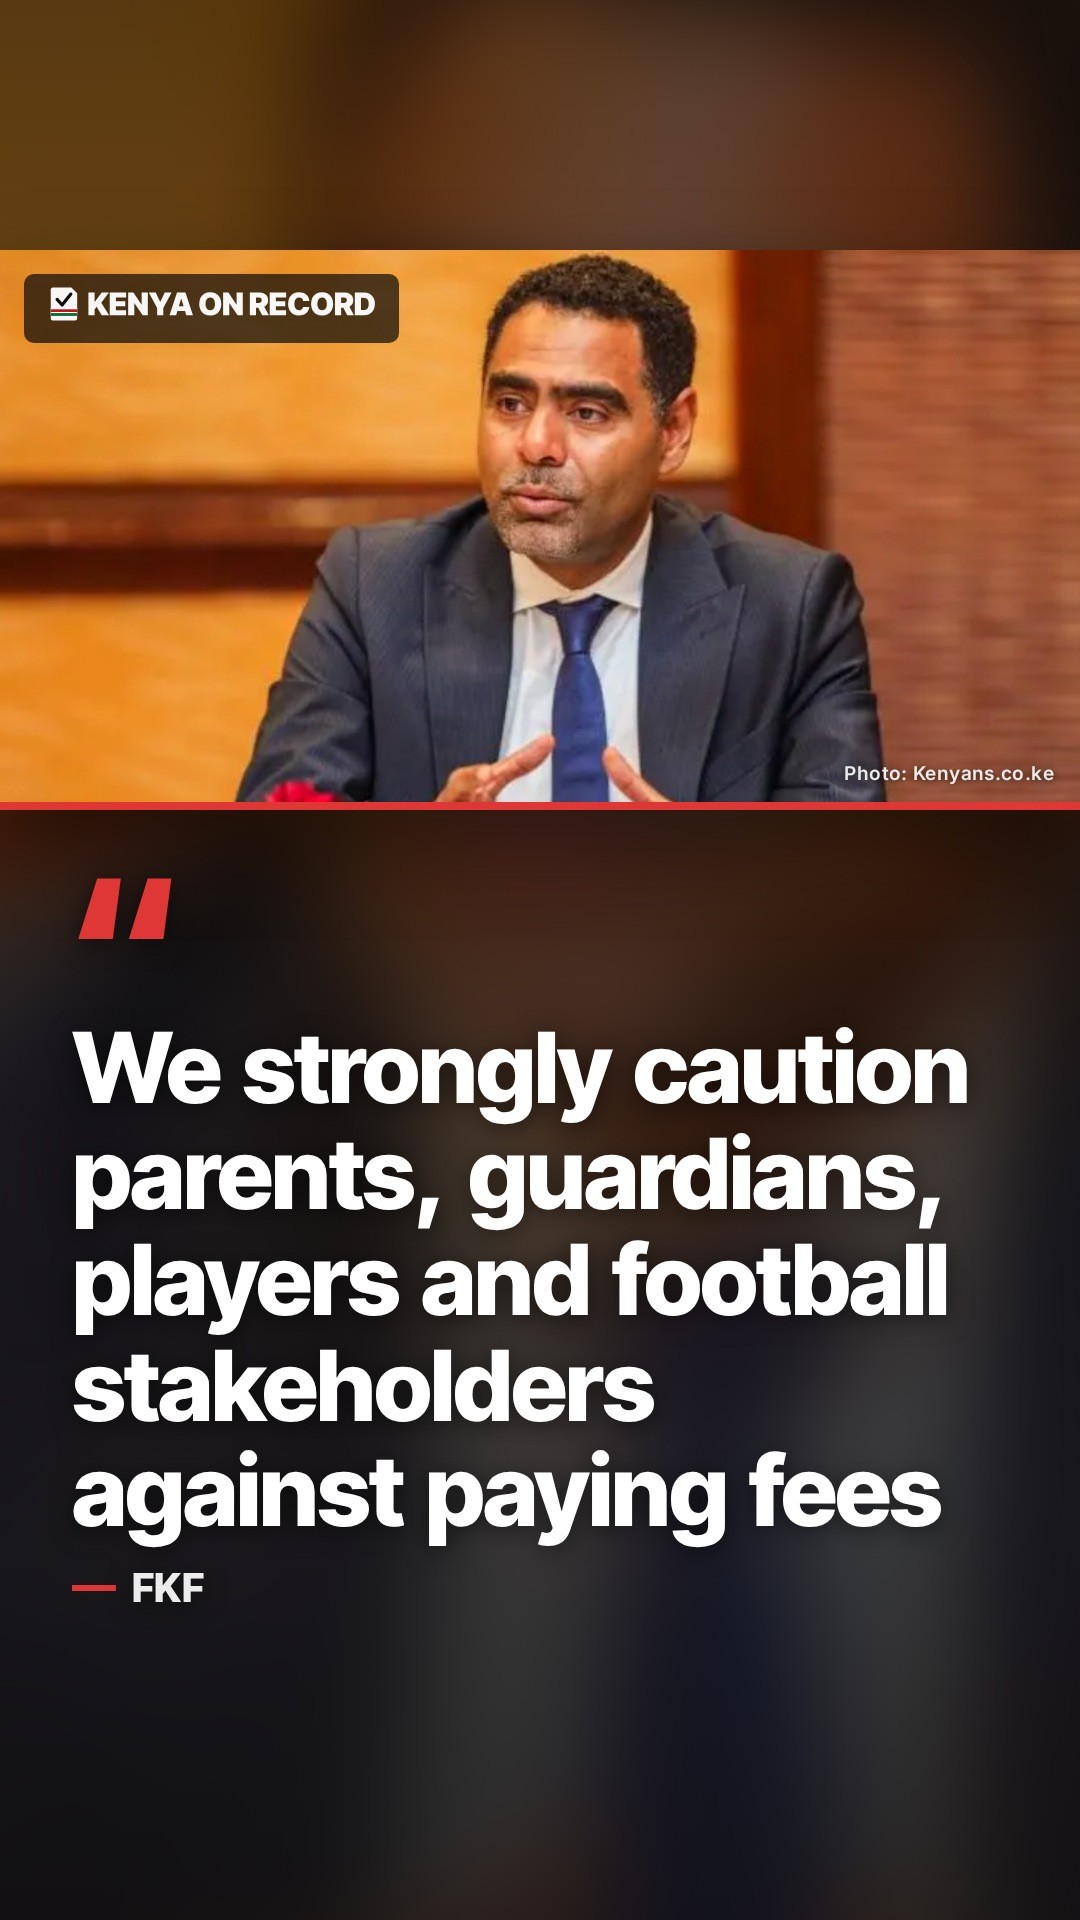 KENYA ON RECORD
Photo: Kenyans.co.ke
“
We strongly caution
parents, guardians,
players and football
stakeholders
against paying fees
— FKF